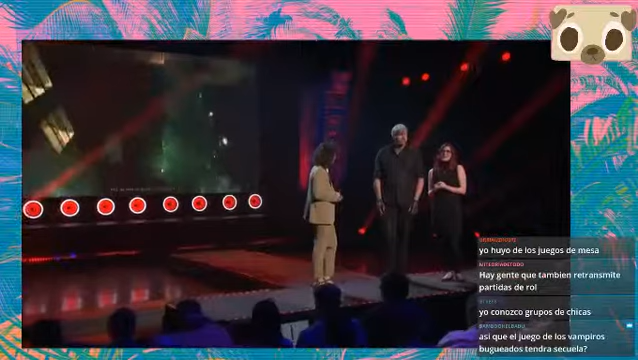 yo huyo de los juegos de mesa
Hay gente que tambien retransmite
partidas de rol
yo conozco grupos de chicas
asi que el juego de los vampiros
bugueados tendra secuela?